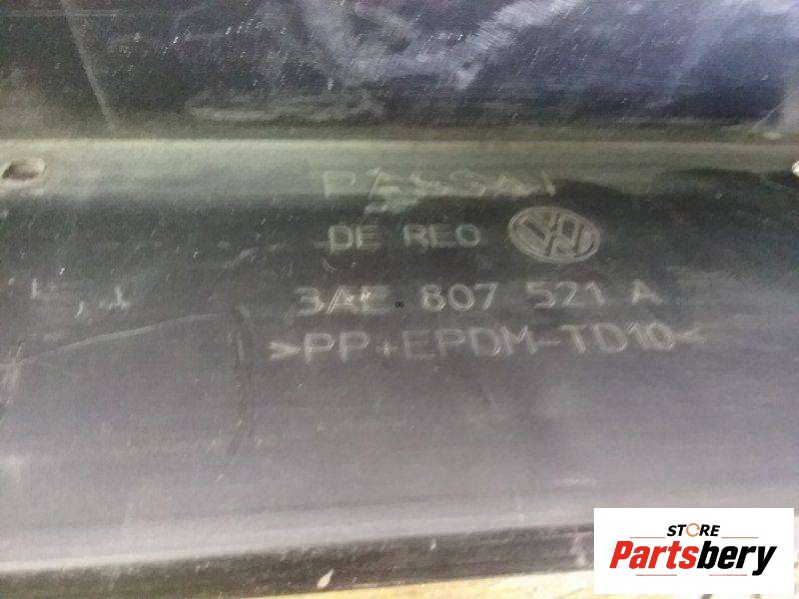 PASSAT
DE REO
3AE 807 521 A
>PP+EPDM-TD10<
STORE
Partsbery